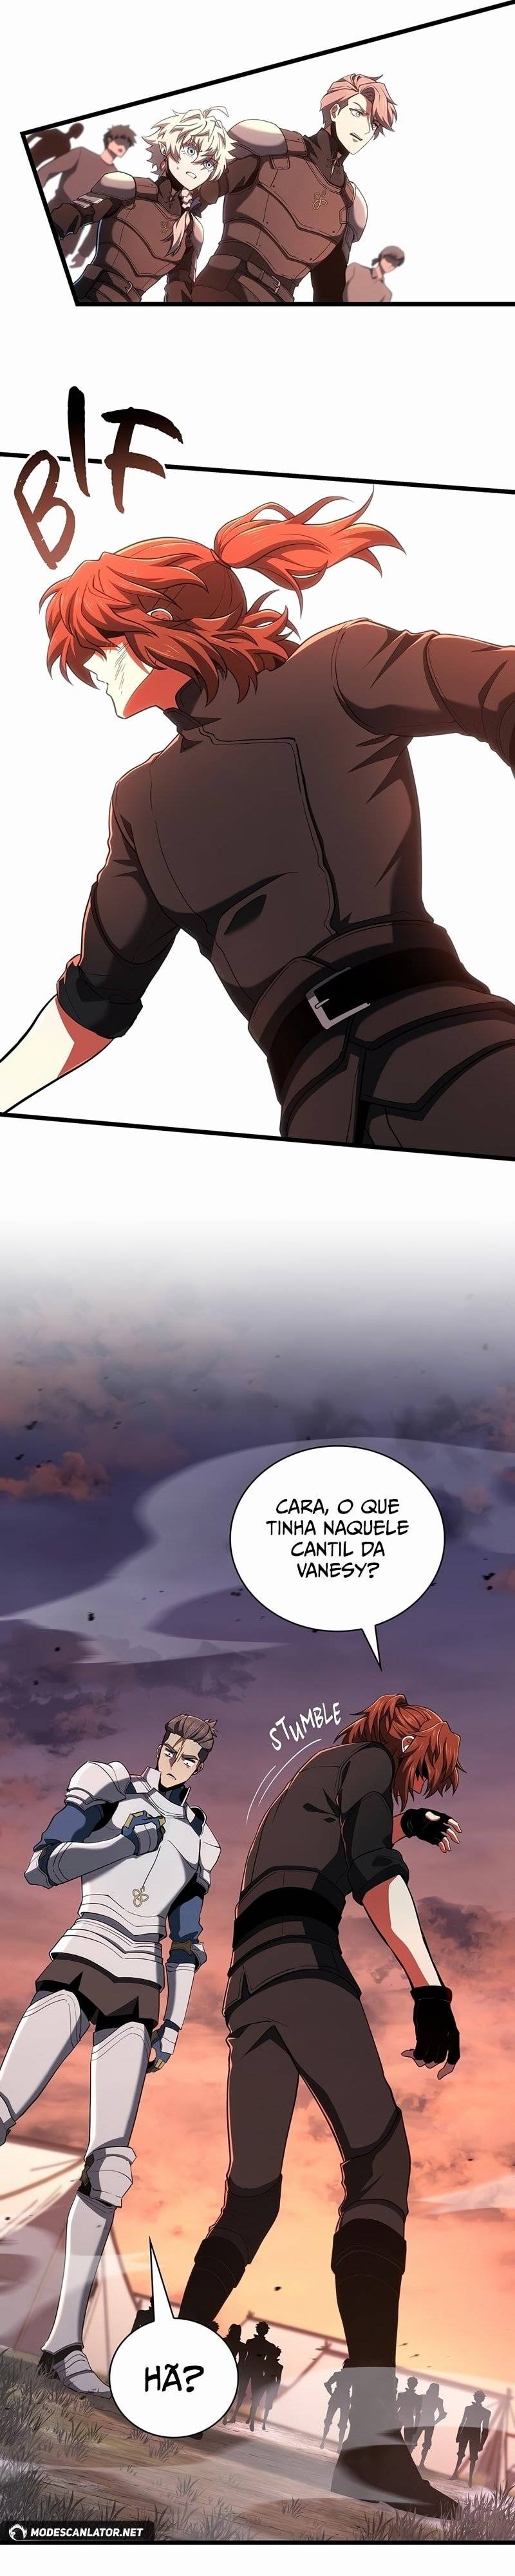 BIF
CARA, O QUE
TINHA NAQUELE
CANTIL DA
VANESY?
STUMBLE
HÃ?
MODESCANLATOR.NET